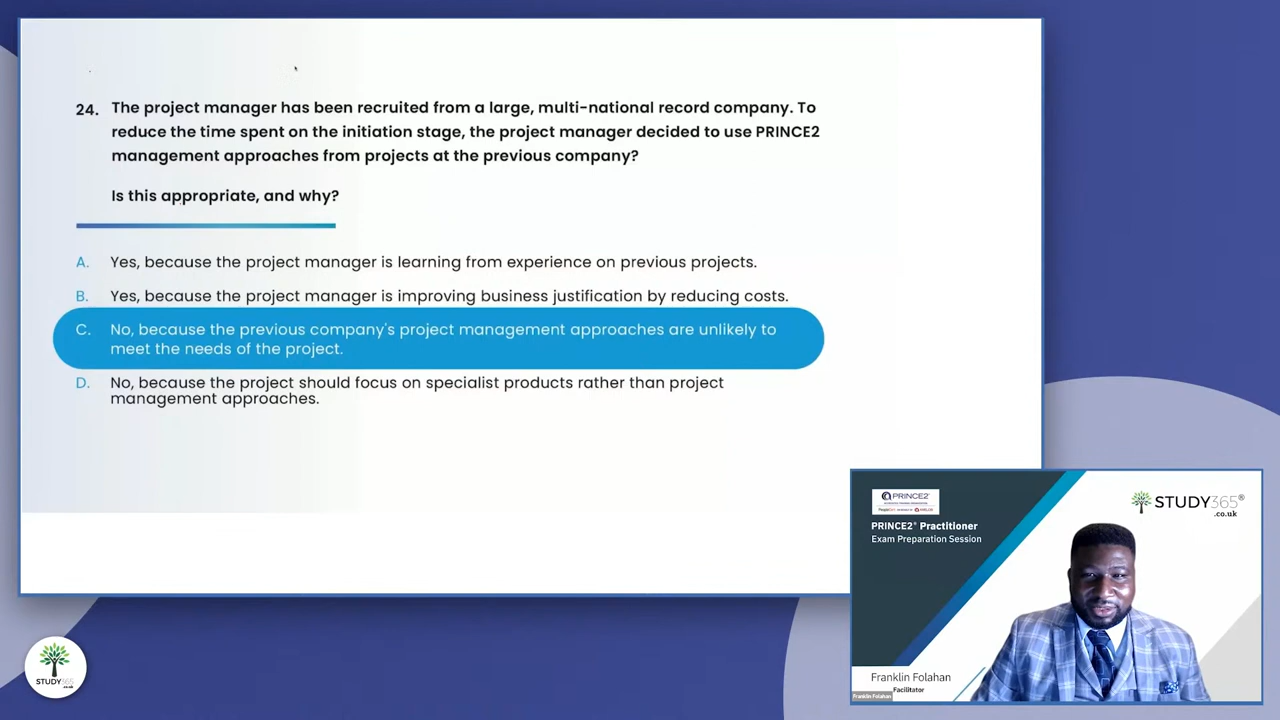 24. The project manager has been recruited from a large, multi-national record company. To
reduce the time spent on the initiation stage, the project manager decided to use PRINCE2
management approaches from projects at the previous company?
Is this appropriate, and why?
A. Yes, because the project manager is learning from experience on previous projects.
B. Yes, because the project manager is improving business justification by reducing costs.
C. No, because the previous company's project management approaches are unlikely to
meet the needs of the project.
D. No, because the project should focus on specialist products rather than project
management approaches.
PRINCE2®
PRINCE2® Practitioner
Exam Preparation Session
STUDY365®
.co.uk
Franklin Folahan
Facilitator
Franklin Folahan
STUDY365
.co.uk